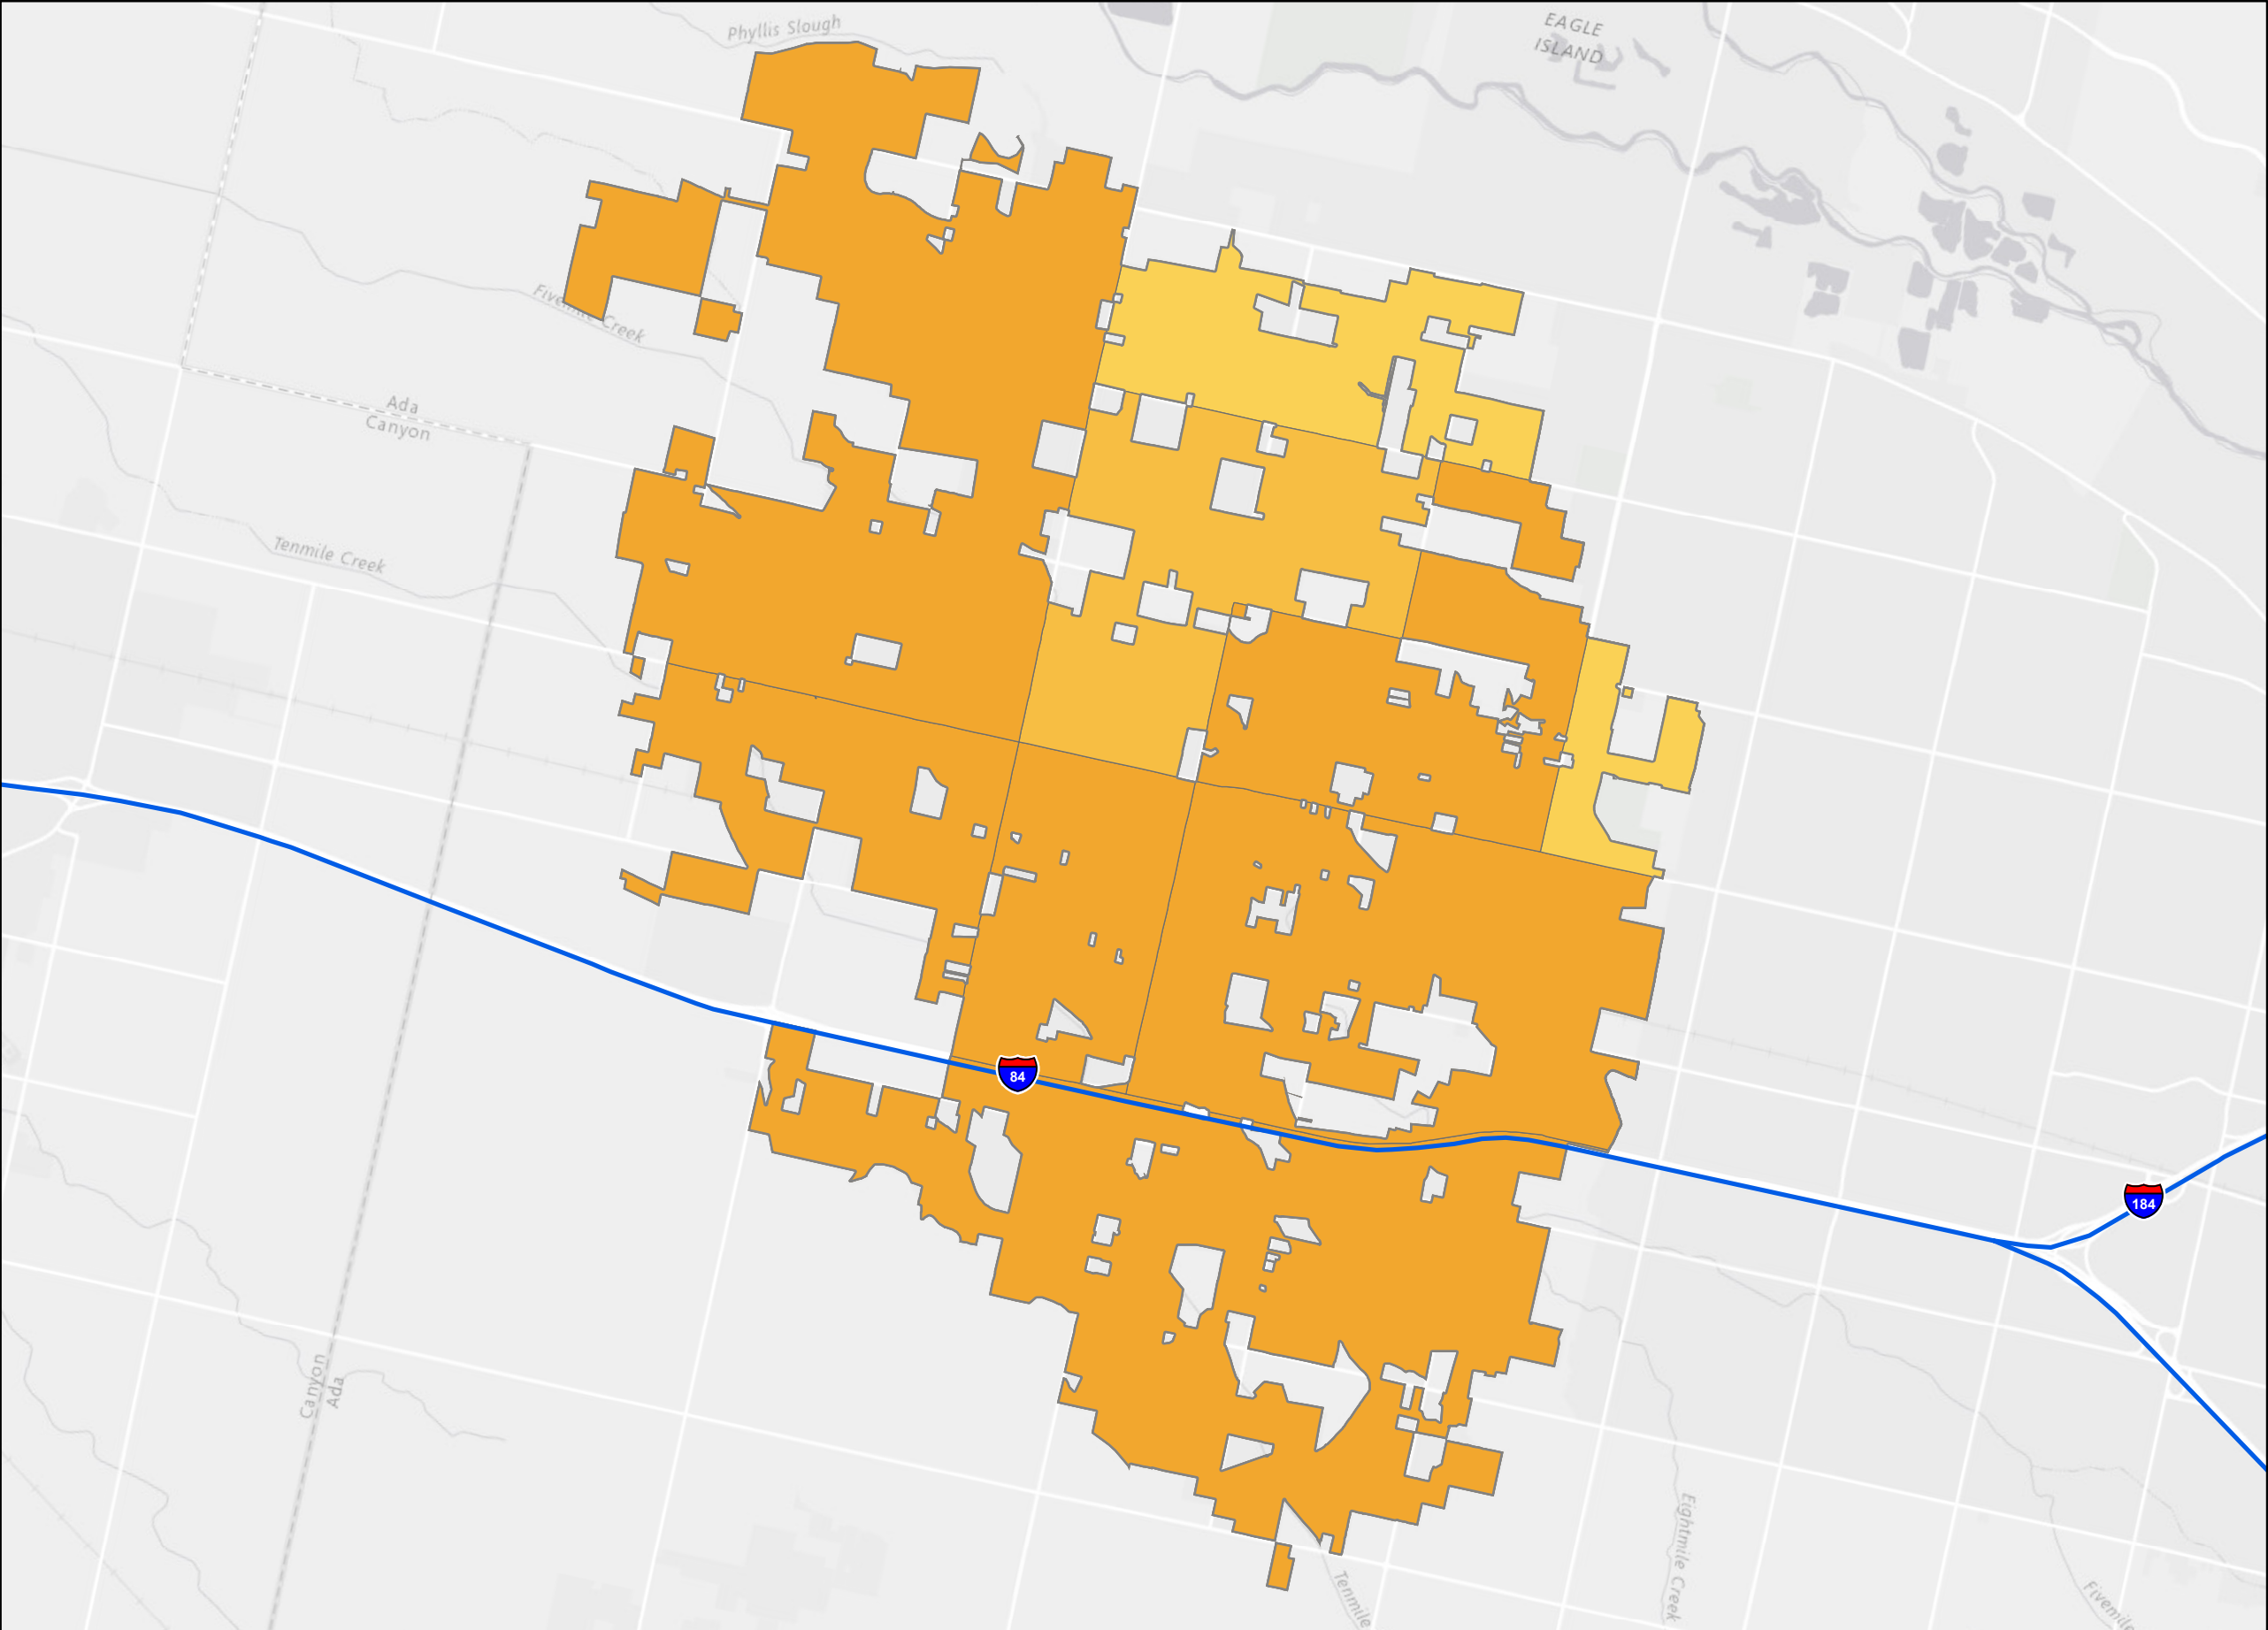 Phyllis Slough
EAGLE
ISLAND
Fivemile Creek
Ada
Canyon
Tenmile Creek
84
184
Canyon
Ada
Eightmile Creek
Tenmile
Fivemile